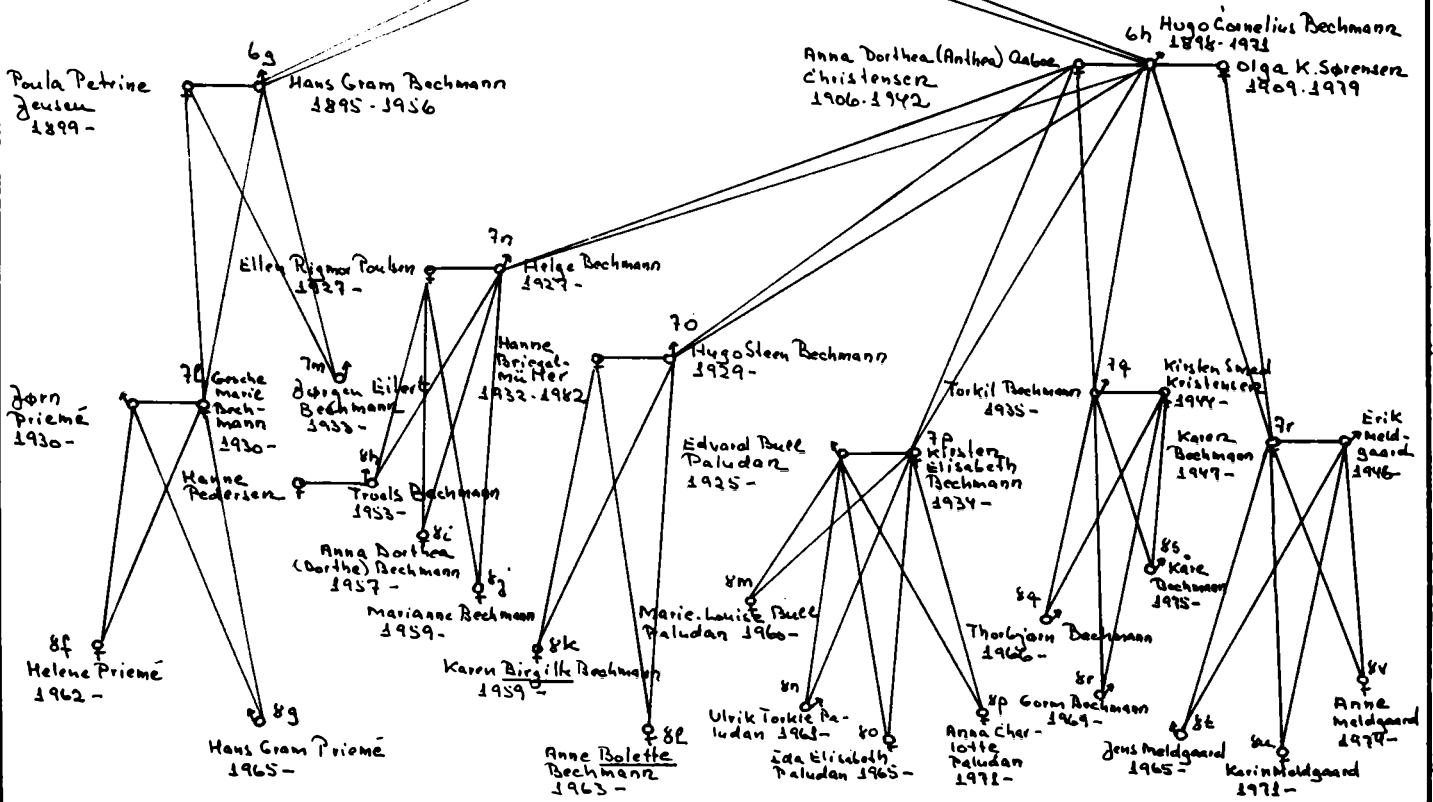 6g
Poula Petrine
Jensen
1899-
Hans Gram Bechmann
1895-1956
Anna Dorthea (Anthea)
Christensen
1906-1942
6h
Hugo Cornelius Bechmann
1898-1971
Olga K. Sørensen
1909-1979
7n
Ellen Rigmor Poulsen
1927-
Helge Bechmann
1927-
7o
Hanne
Briegel-
müller
1932-1982
Hugo Steen Bechmann
1929-
7l
Jørn
Priemé
1930-
Gesche
Marie
Bech-
mann
1930-
7m
Jørgen Eilert
Bechmann
1933-
7q
Torkil Bechmann
1935-
Kirsten Smed
Kristensen
1944-
7p
Edvard Bull
Paludan
1925-
Kirsten
Elisabeth
Bechmann
1934-
7r
Karen
Bechmann
1947-
Erik
Meld-
gaard
1946-
8h
Hanne
Pedersen
Truels Bechmann
1953-
8i
Anna Dorthea
(Dorthe) Bechmann
1957-
8j
Marianne Bechmann
1959-
8f
Helene Priemé
1962-
8g
Hans Gram Priemé
1965-
8k
Karen Birgitte Bechmann
1959-
8l
Anne Bolette
Bechmann
1963-
8m
Marie-Louise Bull
Paludan 1960-
8n
Ulrik Torkil Pa-
ludan 1961-
8o
Ida Elisabeth
Paludan 1965-
8p
Anna Char-
lotte
Paludan
1971-
8q
Thorbjørn Bechmann
1966-
8r
Gorm Bechmann
1969-
8s
Kåre
Bechmann
1975-
8t
Jens Meldgaard
1965-
8u
Karin Meldgaard
1971-
8v
Anne
Meldgaard
1974-